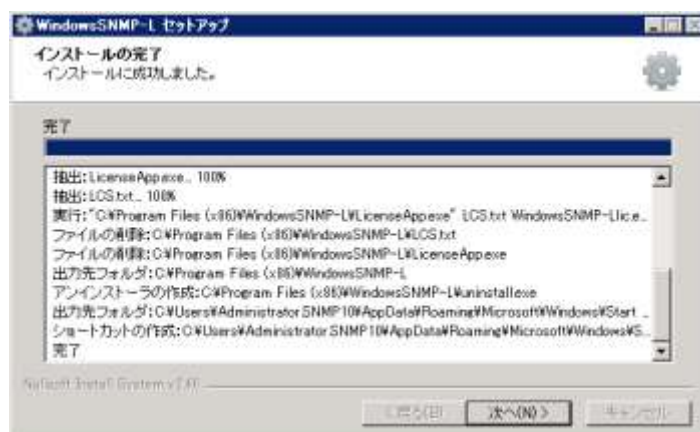 WindowsSNMP-L セットアップ
インストールの完了
インストールに成功しました。
完了
抽出: LicenseApp.exe... 100%
抽出: LCS.txt... 100%
実行: "C:¥Program Files (x86)¥WindowsSNMP-L¥LicenseApp.exe" LCS.txt WindowsSNMP-Llic.e...
ファイルの削除: C:¥Program Files (x86)¥WindowsSNMP-L¥LCS.txt
ファイルの削除: C:¥Program Files (x86)¥WindowsSNMP-L¥LicenseApp.exe
出力先フォルダ: C:¥Program Files (x86)¥WindowsSNMP-L
アンインストーラの作成: C:¥Program Files (x86)¥WindowsSNMP-L¥uninstall.exe
出力先フォルダ: C:¥Users¥Administrator.SNMP10¥AppData¥Roaming¥Microsoft¥Windows¥Start ...
ショートカットの作成: C:¥Users¥Administrator.SNMP10¥AppData¥Roaming¥Microsoft¥Windows¥S...
完了
Nullsoft Install System v2.46
< 戻る(B) 次へ(N) > キャンセル